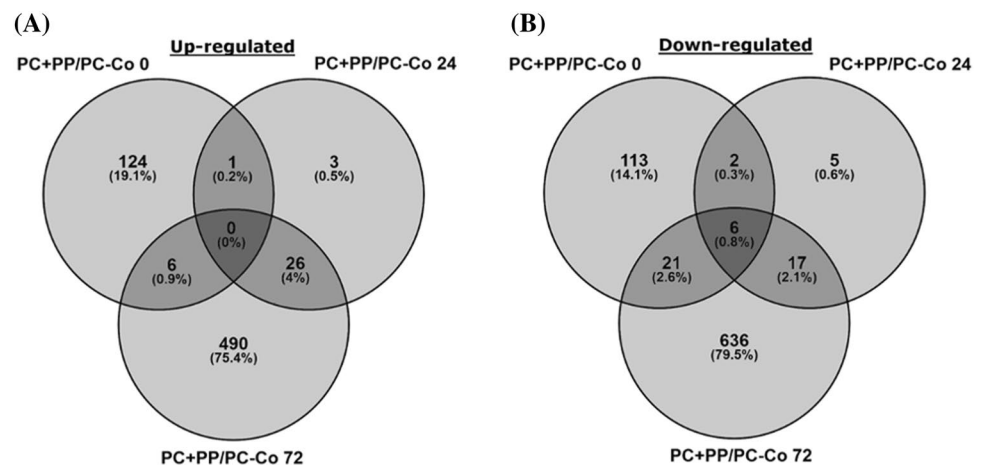 (A)
Up-regulated
PC+PP/PC-Co 0
PC+PP/PC-Co 24
124
(19.1%)
1
(0.2%)
3
(0.5%)
0
(0%)
6
(0.9%)
26
(4%)
490
(75.4%)
PC+PP/PC-Co 72
(B)
Down-regulated
PC+PP/PC-Co 0
PC+PP/PC-Co 24
113
(14.1%)
2
(0.3%)
5
(0.6%)
6
(0.8%)
21
(2.6%)
17
(2.1%)
636
(79.5%)
PC+PP/PC-Co 72